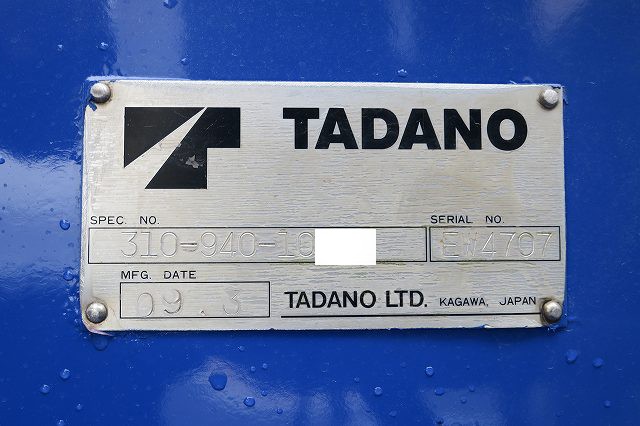 TADANO
SPEC. NO.
SERIAL NO.
310-940-10
EW4707
MFG. DATE
09.3
TADANO LTD. KAGAWA, JAPAN